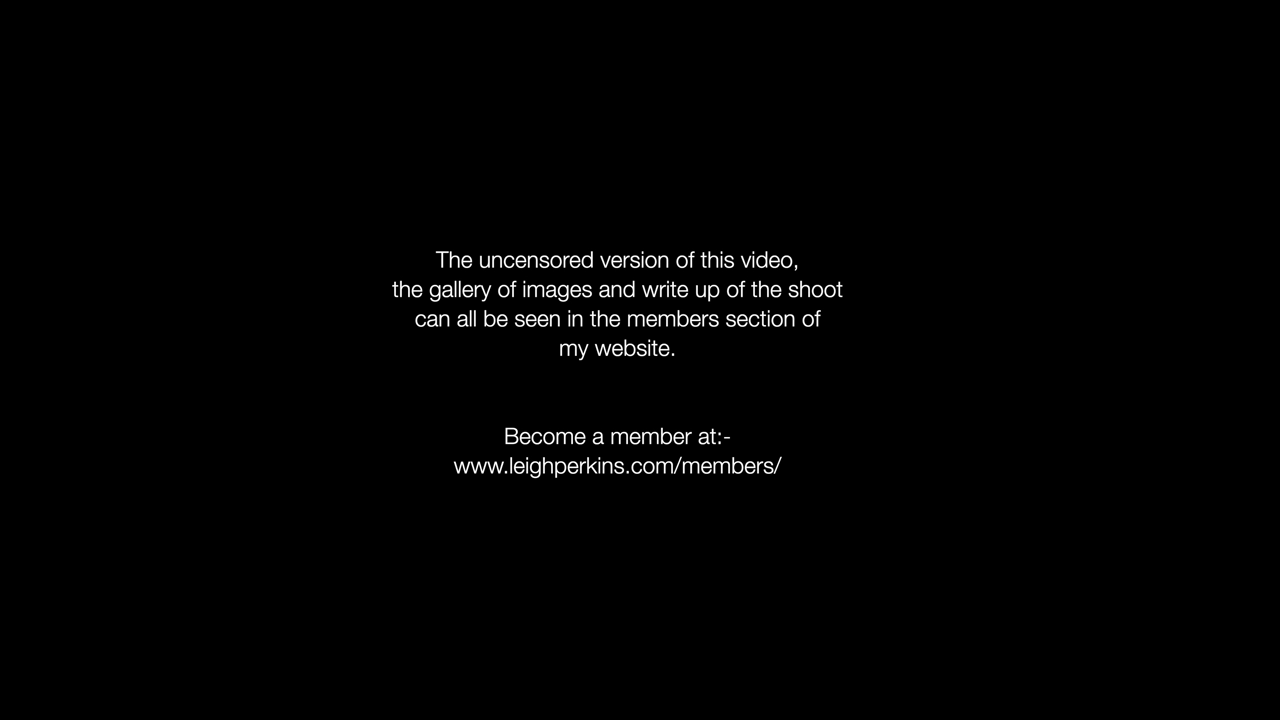 The uncensored version of this video,
the gallery of images and write up of the shoot
can all be seen in the members section of
my website.
Become a member at:-
www.leighperkins.com/members/